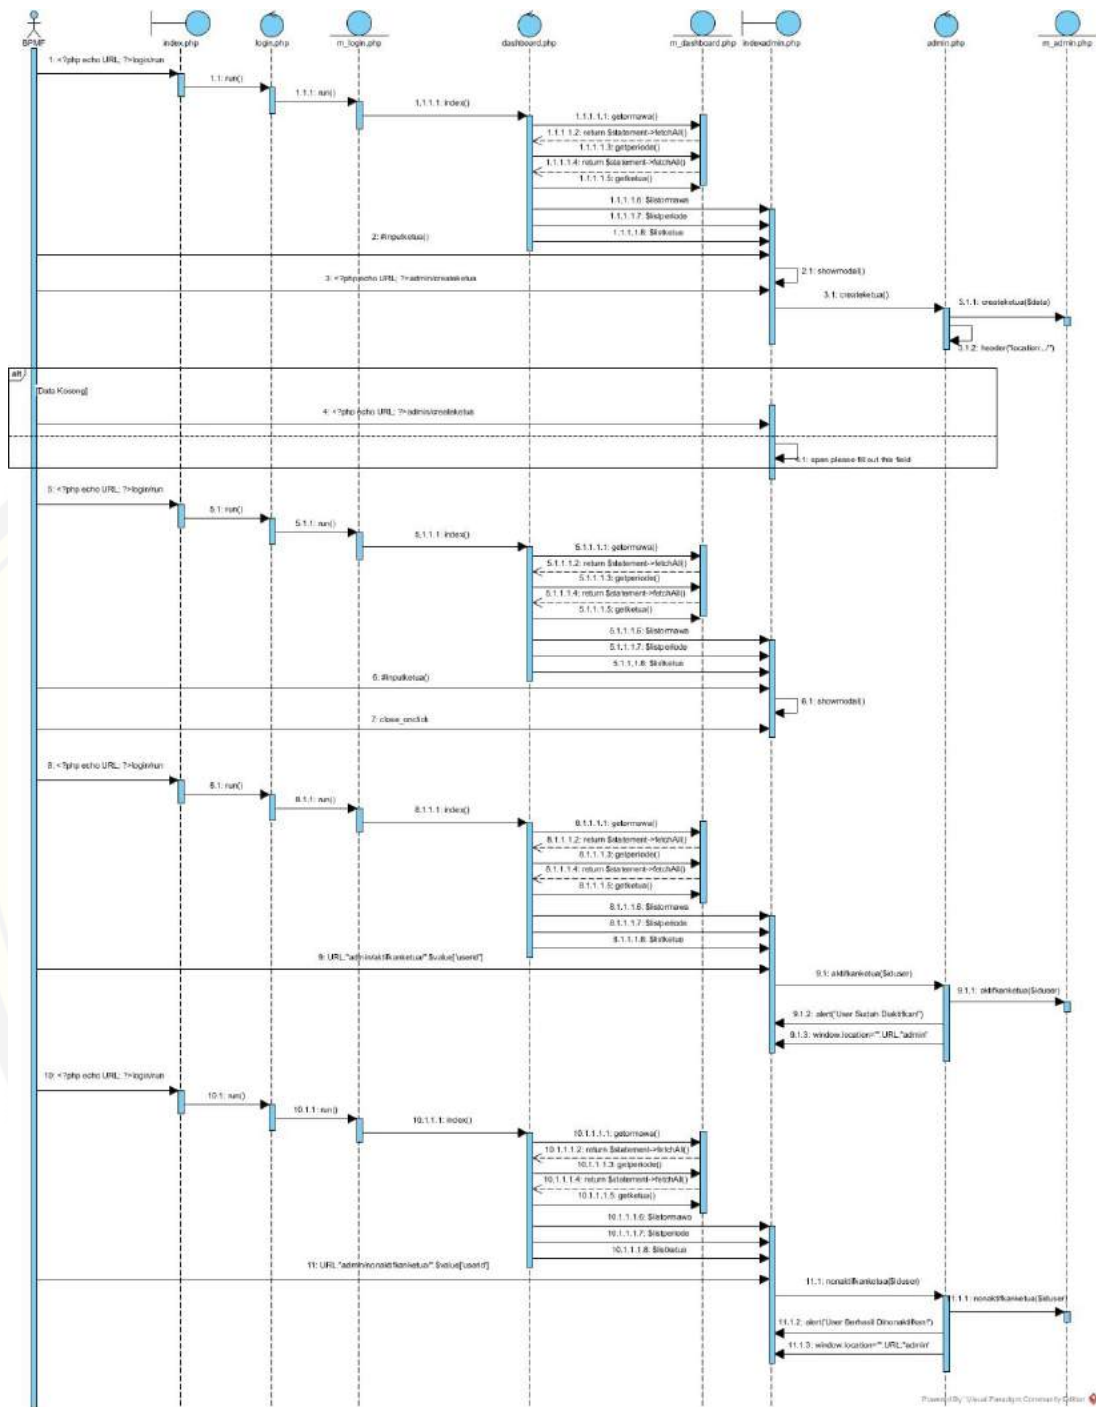 BPMF
index.php
login.php
m_login.php
dashboard.php
m_dashboard.php
indexadmin.php
admin.php
m_admin.php
1: <?php echo URL; ?>login/run
1.1: run()
1.1.1: run()
1.1.1.1: index()
1.1.1.1.1: getormawa()
1.1.1.1.2: return $statement->fetchAll()
1.1.1.1.3: getperiode()
1.1.1.1.4: return $statement->fetchAll()
1.1.1.1.5: getketua()
1.1.1.1.6: $listormawa
1.1.1.1.7: $listperiode
1.1.1.1.8: $listketua
2: #inputketua()
2.1: showmodal()
3: <?php echo URL; ?>admin/createketua
3.1: createketua()
3.1.1: createketua($data)
3.1.2: header("location:../")
alt
[Data Kosong]
4: <?php echo URL; ?>admin/createketua
4.1: span please fill out this field
5: <?php echo URL; ?>login/run
5.1: run()
5.1.1: run()
5.1.1.1: index()
5.1.1.1.1: getormawa()
5.1.1.1.2: return $statement->fetchAll()
5.1.1.1.3: getperiode()
5.1.1.1.4: return $statement->fetchAll()
5.1.1.1.5: getketua()
5.1.1.1.6: $listormawa
5.1.1.1.7: $listperiode
5.1.1.1.8: $listketua
6: #inputketua()
6.1: showmodal()
7: close_onclick
8: <?php echo URL; ?>login/run
8.1: run()
8.1.1: run()
8.1.1.1: index()
8.1.1.1.1: getormawa()
8.1.1.1.2: return $statement->fetchAll()
8.1.1.1.3: getperiode()
8.1.1.1.4: return $statement->fetchAll()
8.1.1.1.5: getketua()
8.1.1.1.6: $listormawa
8.1.1.1.7: $listperiode
8.1.1.1.8: $listketua
9: URL."admin/aktifkanketua/".$value['userid']
9.1: aktifkanketua($iduser)
9.1.1: aktifkanketua($iduser)
9.1.2: alert('User Sudah Diaktifkan!')
9.1.3: window.location="".URL."admin'
10: <?php echo URL; ?>login/run
10.1: run()
10.1.1: run()
10.1.1.1: index()
10.1.1.1.1: getormawa()
10.1.1.1.2: return $statement->fetchAll()
10.1.1.1.3: getperiode()
10.1.1.1.4: return $statement->fetchAll()
10.1.1.1.5: getketua()
10.1.1.1.6: $listormawa
10.1.1.1.7: $listperiode
10.1.1.1.8: $listketua
11: URL."admin/nonaktifkanketua/".$value['userid']
11.1: nonaktifkanketua($iduser)
11.1.1: nonaktifkanketua($iduser)
11.1.2: alert('User Berhasil Dinonaktifkan!')
11.1.3: window.location="".URL."admin'
Powered By: Visual Paradigm Community Edition